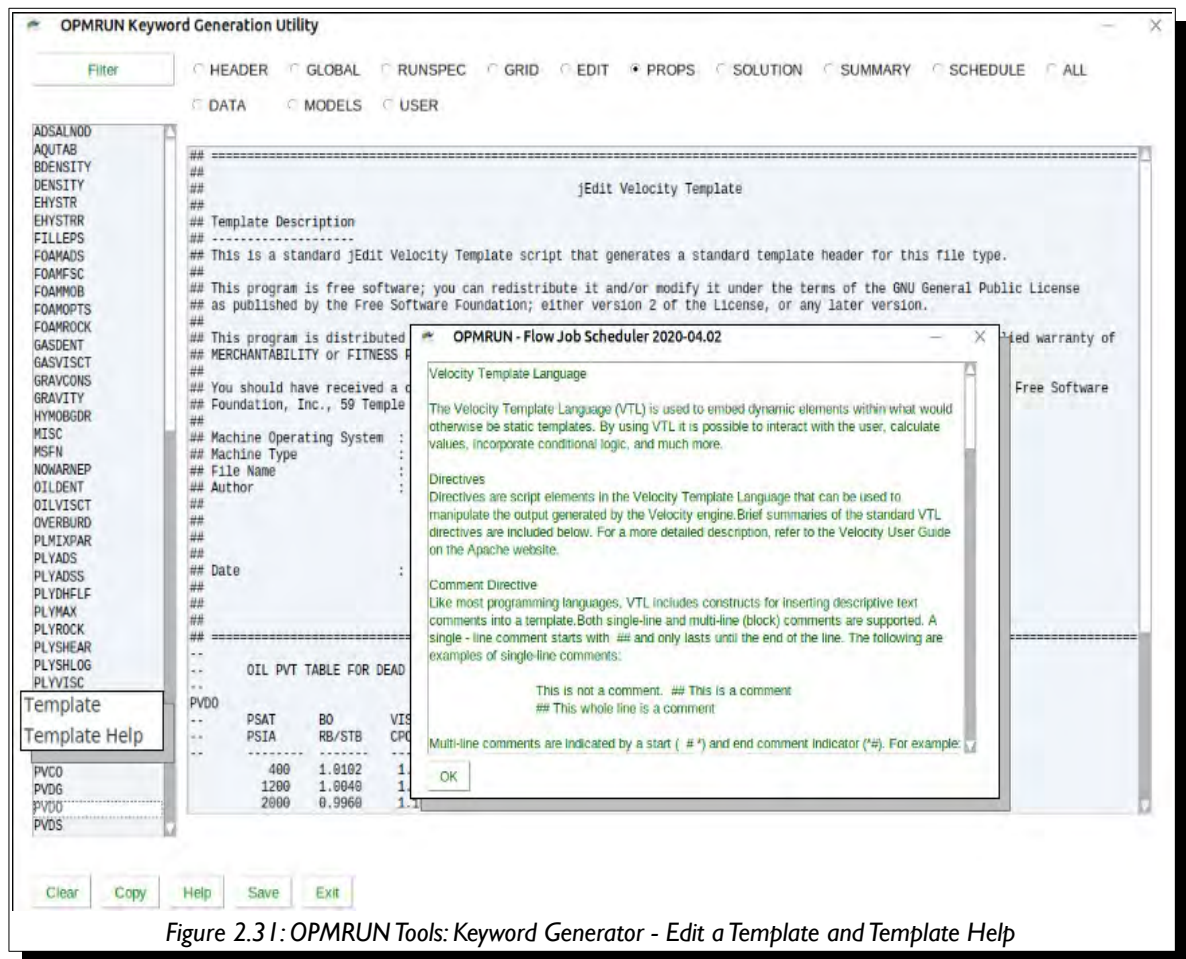 OPMRUN Keyword Generation Utility
Filter
HEADER GLOBAL RUNSPEC GRID EDIT PROPS SOLUTION SUMMARY SCHEDULE ALL
DATA MODELS USER
ADSALNOD
AQUTAB
BDENSITY
DENSITY
EHYSTR
EHYSTRR
FILLEPS
FOAMADS
FOAMFSC
FOAMMOB
FOAMOPTS
FOAMROCK
GASDENT
GASVISCT
GRAVCONS
GRAVITY
HYMOBGDR
MISC
MSFN
NOWARNEP
OILDENT
OILVISCT
OVERBURD
PLMIXPAR
PLYADS
PLYADSS
PLYDHFLF
PLYMAX
PLYROCK
PLYSHEAR
PLYSHLOG
PLYVISC
Template
Template Help
PVCO
PVDG
PVDO
PVDS
## ==============================================================================
##
## jEdit Velocity Template
##
## Template Description
## --------------------
## This is a standard jEdit Velocity Template script that generates a standard template header for this file type.
##
## This program is free software; you can redistribute it and/or modify it under the terms of the GNU General Public License
## as published by the Free Software Foundation; either version 2 of the License, or any later version.
##
## This program is distributed
lied warranty of
## MERCHANTABILITY or FITNESS
##
## You should have received a
Free Software
## Foundation, Inc., 59 Temple
##
## Machine Operating System :
## Machine Type :
## File Name :
## Author :
##
##
##
##
## Date :
##
##
##
## ==============================================================================
--
-- OIL PVT TABLE FOR DEAD
--
PVDO
-- PSAT BO VIS
-- PSIA RB/STB CPO
-- -------- -------- ---
400 1.0102 1.
1200 1.0040 1.
2000 0.9960 1.1
OPMRUN - Flow Job Scheduler 2020-04.02
Velocity Template Language
The Velocity Template Language (VTL) is used to embed dynamic elements within what would
otherwise be static templates. By using VTL it is possible to interact with the user, calculate
values, incorporate conditional logic, and much more.
Directives
Directives are script elements in the Velocity Template Language that can be used to
manipulate the output generated by the Velocity engine.Brief summaries of the standard VTL
directives are included below. For a more detailed description, refer to the Velocity User Guide
on the Apache website.
Comment Directive
Like most programming languages, VTL includes constructs for inserting descriptive text
comments into a template.Both single-line and multi-line (block) comments are supported. A
single - line comment starts with ## and only lasts until the end of the line. The following are
examples of single-line comments:
This is not a comment. ## This is a comment
## This whole line is a comment
Multi-line comments are indicated by a start ( # *) and end comment indicator (*#). For example:
OK
Clear Copy Help Save Exit
Figure 2.31: OPMRUN Tools: Keyword Generator - Edit a Template and Template Help